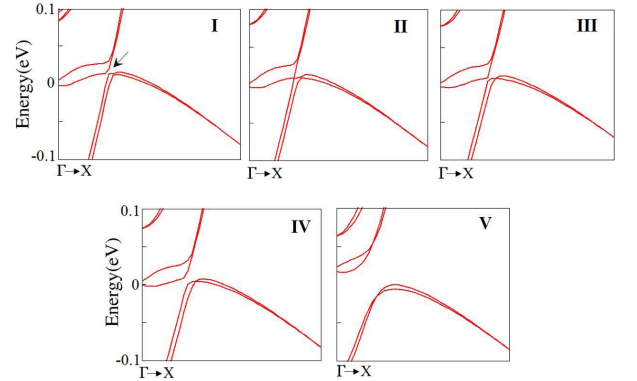 0.1
I
II
III
Energy(eV)
0
-0.1
Γ→X
Γ→X
Γ→X
0.1
IV
V
Energy(eV)
0
-0.1
Γ→X
Γ→X